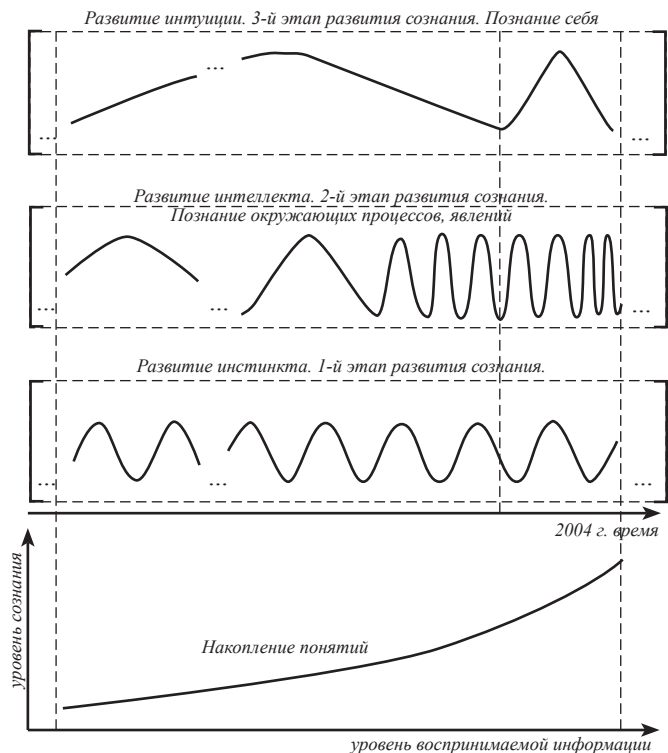 Развитие интуиции. 3-й этап развития сознания. Познание себя
...
...
...
Развитие интеллекта. 2-й этап развития сознания.
Познание окружающих процессов, явлений
...
...
...
Развитие инстинкта. 1-й этап развития сознания.
...
...
...
2004 г. время
уровень сознания
Накопление понятий
уровень воспринимаемой информации